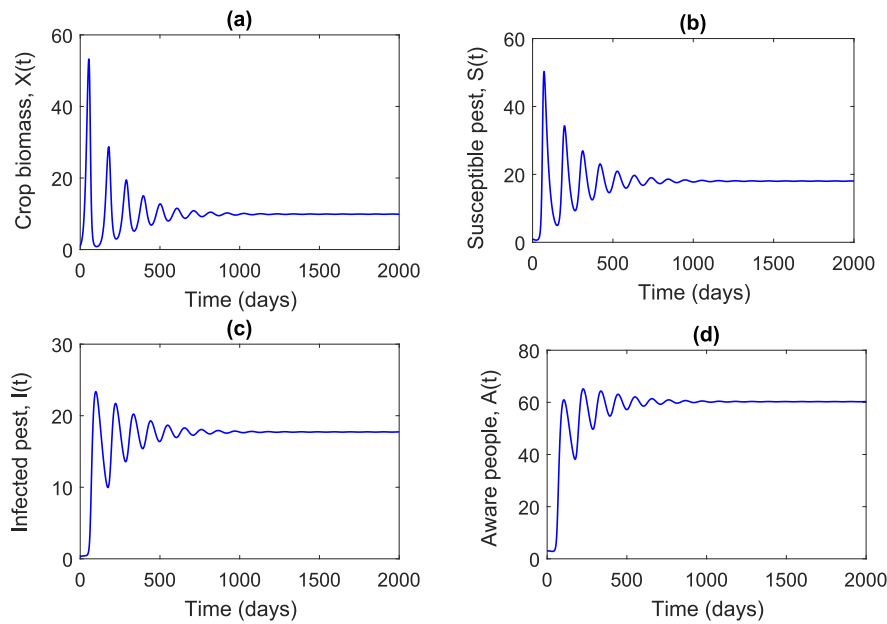 (a)
60
40
20
0
Crop biomass, X(t)
0 500 1000 1500 2000
Time (days)
(b)
60
40
20
0
Susceptible pest, S(t)
0 500 1000 1500 2000
Time (days)
(c)
30
20
10
0
Infected pest, I(t)
0 500 1000 1500 2000
Time (days)
(d)
80
60
40
20
0
Aware people, A(t)
0 500 1000 1500 2000
Time (days)